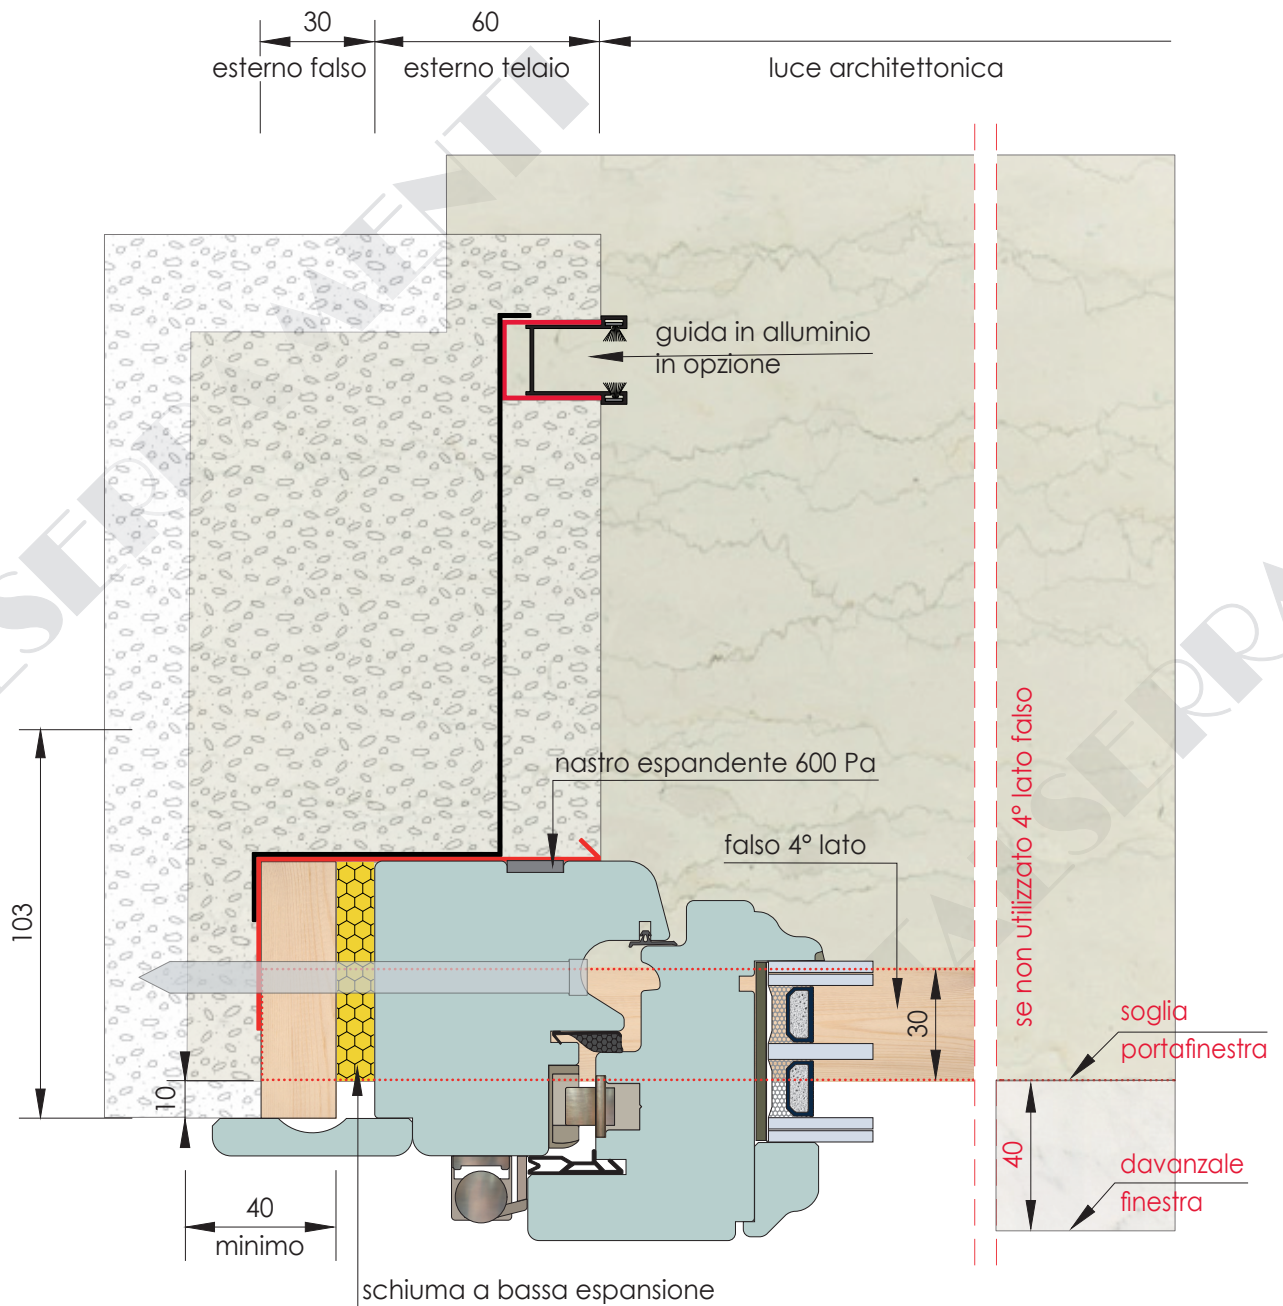 30
60
esterno falso
esterno telaio
luce architettonica
guida in alluminio
in opzione
nastro espandente 600 Pa
falso 4° lato
se non utilizzato 4° lato falso
103
10
30
soglia
portafinestra
40
davanzale
finestra
40
minimo
schiuma a bassa espansione